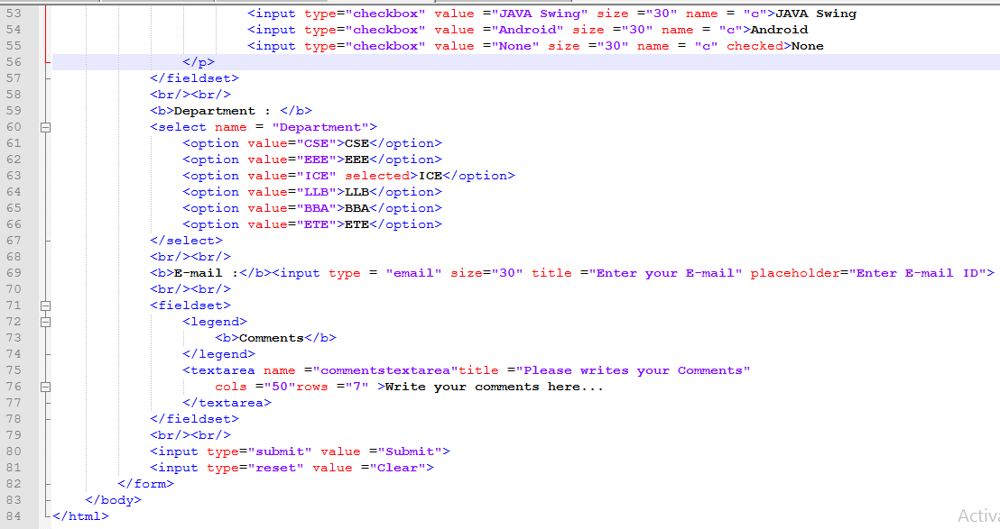 53 <input type="checkbox" value ="JAVA Swing" size ="30" name = "c">JAVA Swing
54 <input type="checkbox" value ="Android" size ="30" name = "c">Android
55 <input type="checkbox" value ="None" size ="30" name = "c" checked>None
56 </p>
57 </fieldset>
58 <br/><br/>
59 <b>Department : </b>
60 <select name = "Department">
61 <option value="CSE">CSE</option>
62 <option value="EEE">EEE</option>
63 <option value="ICE" selected>ICE</option>
64 <option value="LLB">LLB</option>
65 <option value="BBA">BBA</option>
66 <option value="ETE">ETE</option>
67 </select>
68 <br/><br/>
69 <b>E-mail :</b><input type = "email" size="30" title ="Enter your E-mail" placeholder="Enter E-mail ID">
70 <br/><br/>
71 <fieldset>
72 <legend>
73 <b>Comments</b>
74 </legend>
75 <textarea name ="commentstextarea"title ="Please writes your Comments"
76 cols ="50"rows ="7" >Write your comments here...
77 </textarea>
78 </fieldset>
79 <br/><br/>
80 <input type="submit" value ="Submit">
81 <input type="reset" value ="Clear">
82 </form>
83 </body>
84 </html>